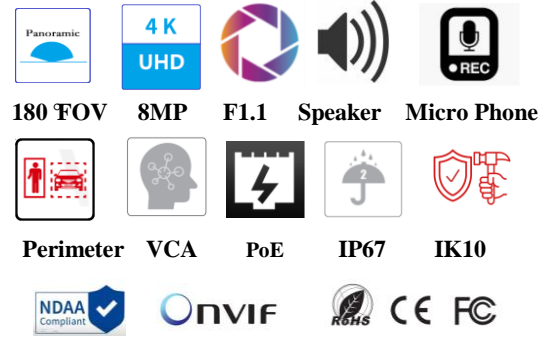 Panoramic
4 K
UHD
REC
180 °FOV 8MP F1.1 Speaker Micro Phone
2
Perimeter VCA PoE IP67 IK10
NDAA
Compliant
ONVIF
RoHS CE FC